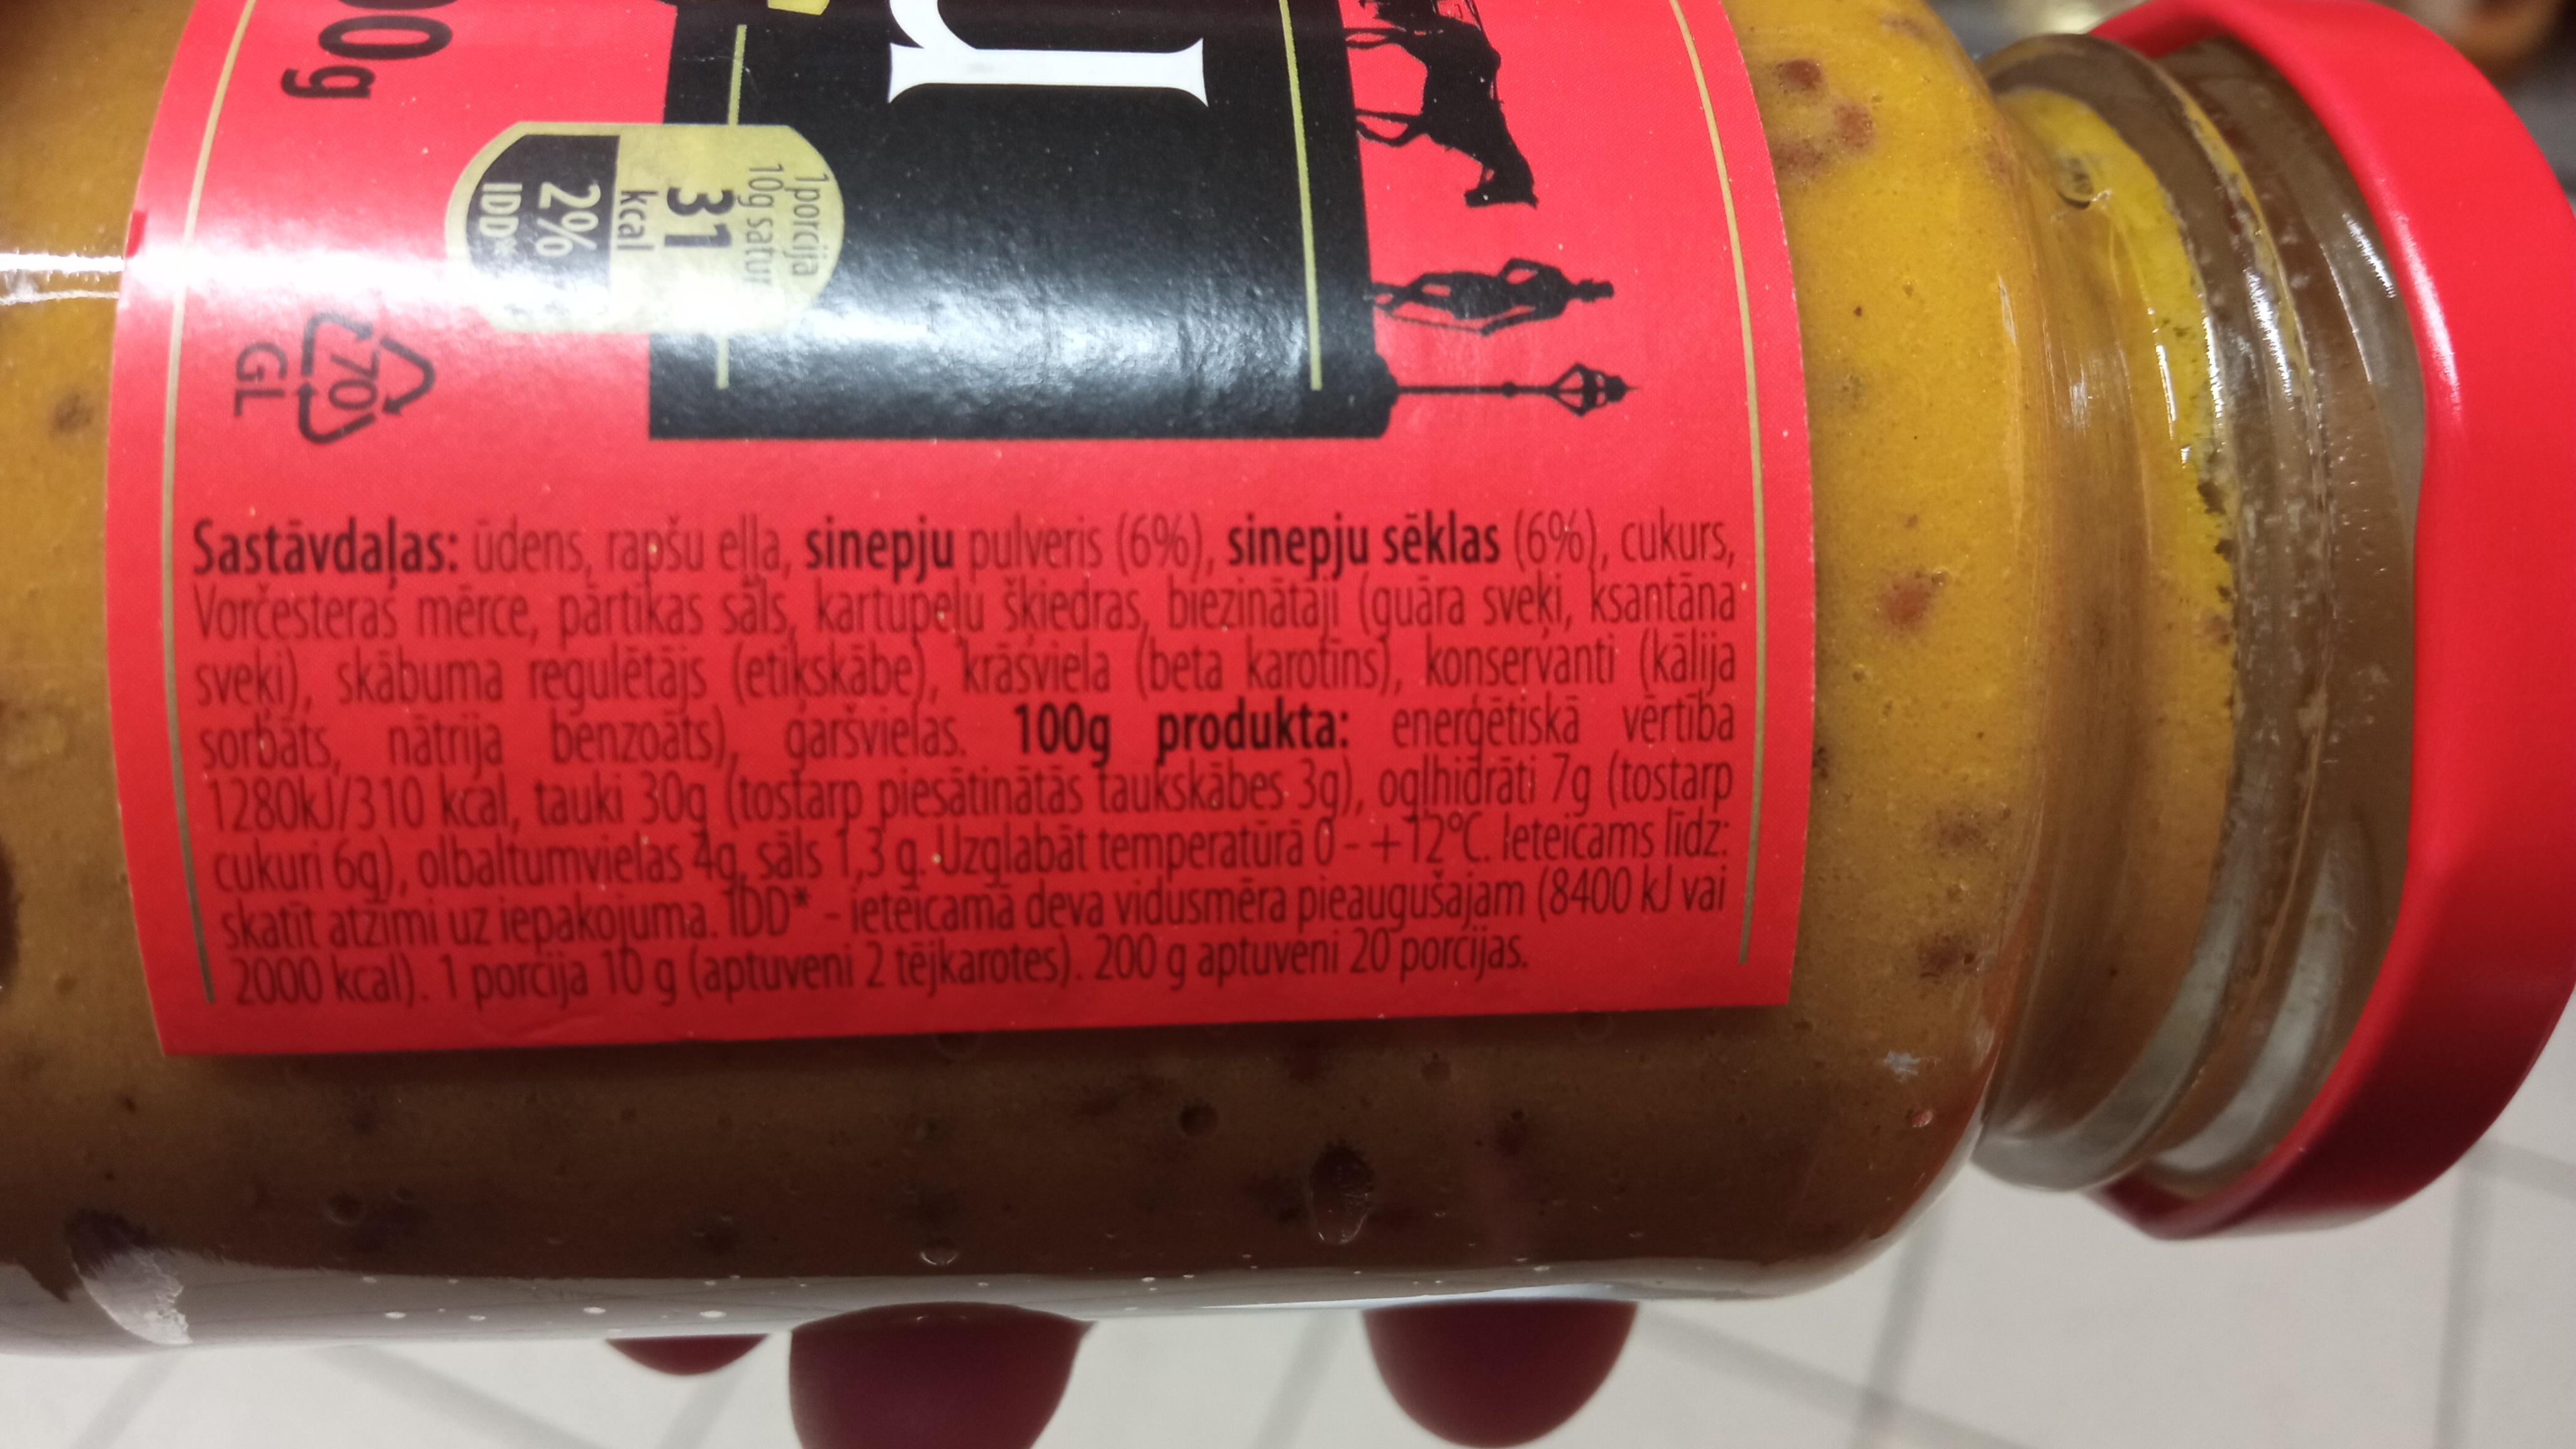 00g
1porcija
10g satur
31
kcal
2%
IDD*
70
GL
Sastāvdaļas: ūdens, rapšu eļļa, sinepju pulveris (6%), sinepju sēklas (6%), cukurs,
Vorčesteras mērce, pārtikas sāls, kartupeļu šķiedras, biezinātāji (guāra sveķi, ksantāna
sveķi), skābuma regulētājs (etiķskābe), krāsviela (beta karotīns), konservanti (kālija
sorbāts, nātrija benzoāts), garšvielas. 100g produkta: enerģētiskā vērtība
1280kJ/310 kcal, tauki 30g (tostarp piesātinātās taukskābes 3g), ogļhidrāti 7g (tostarp
cukuri 6g), olbaltumvielas 4g, sāls 1,3 g. Uzglabāt temperatūrā 0 - +12°C. Ieteicams līdz:
skatīt atzīmi uz iepakojuma. IDD* - ieteicamā deva vidusmēra pieaugušajam (8400 kJ vai
2000 kcal). 1 porcija 10 g (aptuveni 2 tējkarotes). 200 g aptuveni 20 porcijas.